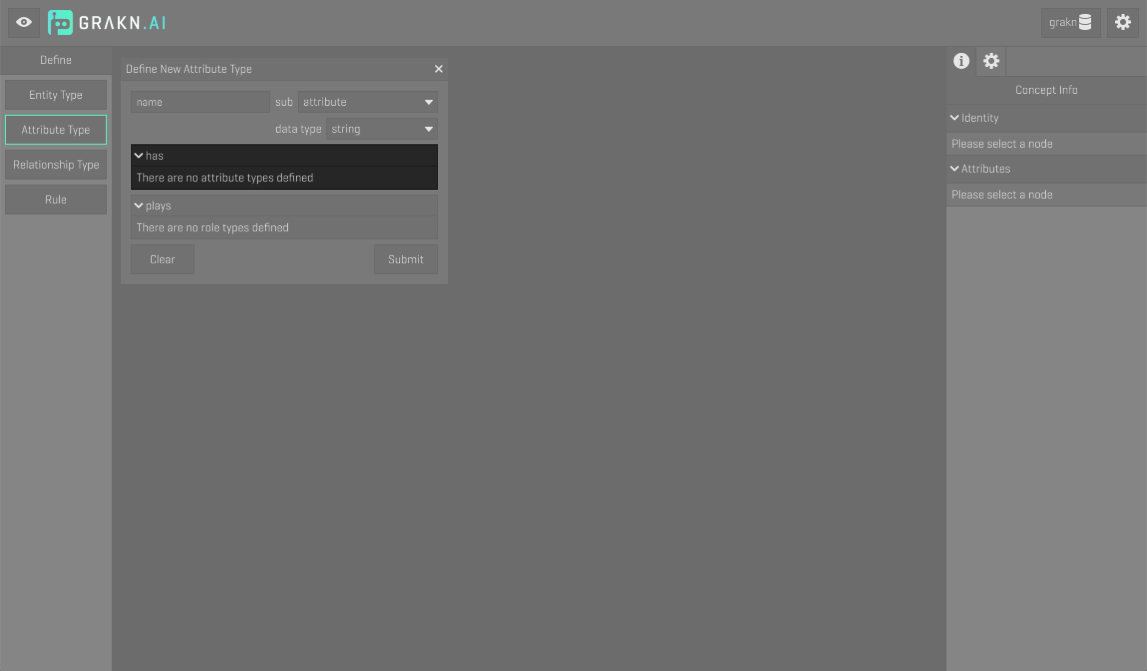 GRAKN.AI
grakn
Define
Entity Type
Attribute Type
Relationship Type
Rule
Define New Attribute Type
name sub attribute
data type string
has
There are no attribute types defined
plays
There are no role types defined
Clear Submit
Concept Info
Identity
Please select a node
Attributes
Please select a node